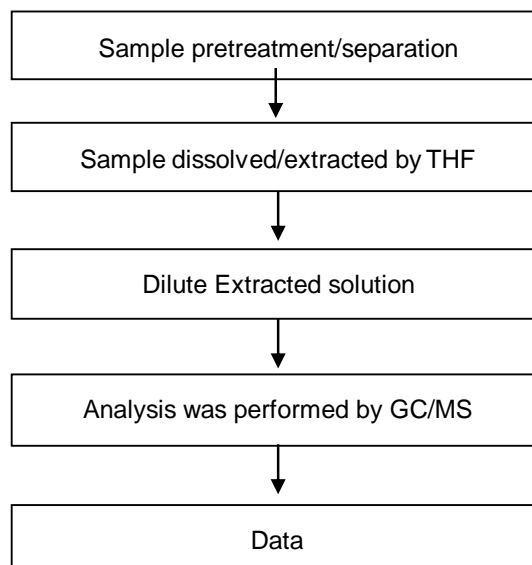 Sample pretreatment/separation
Sample dissolved/extracted by THF
Dilute Extracted solution
Analysis was performed by GC/MS
Data